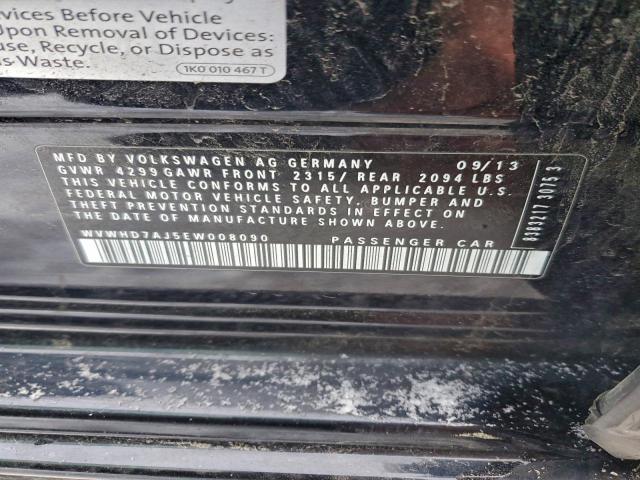 vices Before Vehicle
Upon Removal of Devices:
use, Recycle, or Dispose as
s Waste.
1K0 010 467 T
MFD BY VOLKSWAGEN AG GERMANY 09/13
GVWR 4299 GAWR FRONT 2315/ REAR 2094 LBS
THIS VEHICLE CONFORMS TO ALL APPLICABLE U.S.
FEDERAL MOTOR VEHICLE SAFETY, BUMPER AND
THEFT PREVENTION STANDARDS IN EFFECT ON
THE DATE OF MANUFACTURE SHOWN ABOVE.
WVWHD7AJ5EW008090 PASSENGER CAR